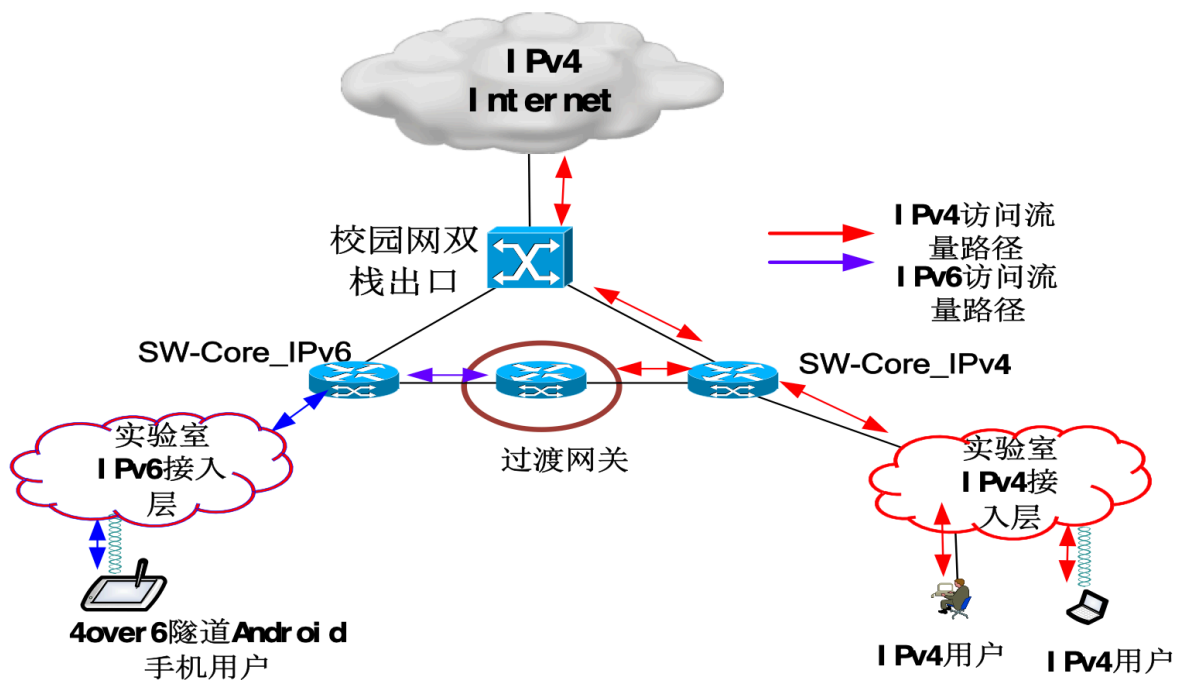 IPv4
Internet
校园网双
栈出口
IPv4访问流
量路径
IPv6访问流
量路径
SW-Core_IPv6
SW-Core_IPv4
过渡网关
实验室
IPv6接入
层
实验室
IPv4接
入层
4over6隧道Android
手机用户
IPv4用户
IPv4用户